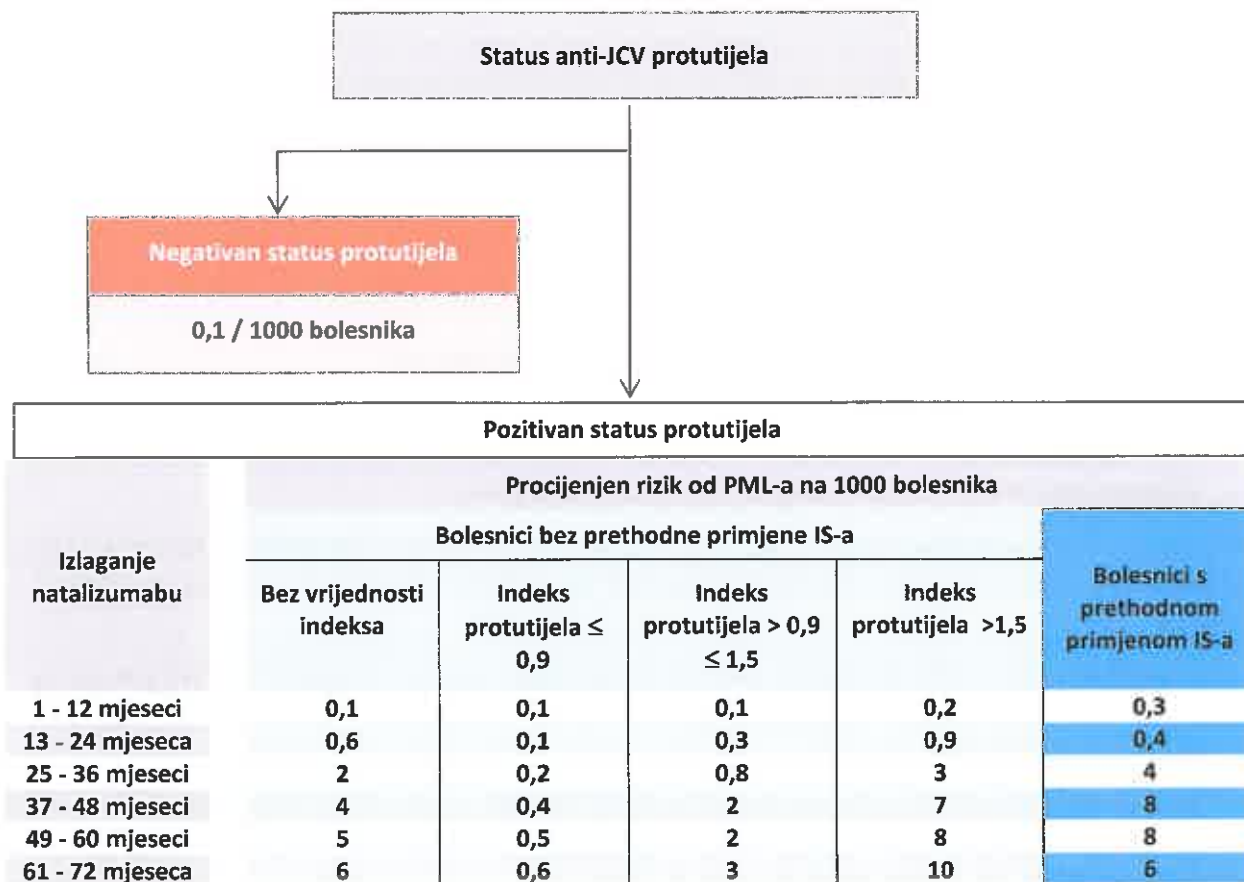 Status anti-JCV protutijela
Negativan status protutijela
0,1 / 1000 bolesnika
Pozitivan status protutijela
Izlaganje
natalizumabu
Procijenjen rizik od PML-a na 1000 bolesnika
Bolesnici bez prethodne primjene IS-a
Bez vrijednosti
indeksa
Indeks
protutijela ≤
0,9
Indeks
protutijela > 0,9
≤ 1,5
Indeks
protutijela >1,5
Bolesnici s
prethodnom
primjenom IS-a
1 - 12 mjeseci 0,1 0,1 0,1 0,2 0,3
13 - 24 mjeseca 0,6 0,1 0,3 0,9 0,4
25 - 36 mjeseci 2 0,2 0,8 3 4
37 - 48 mjeseci 4 0,4 2 7 8
49 - 60 mjeseci 5 0,5 2 8 8
61 - 72 mjeseca 6 0,6 3 10 6